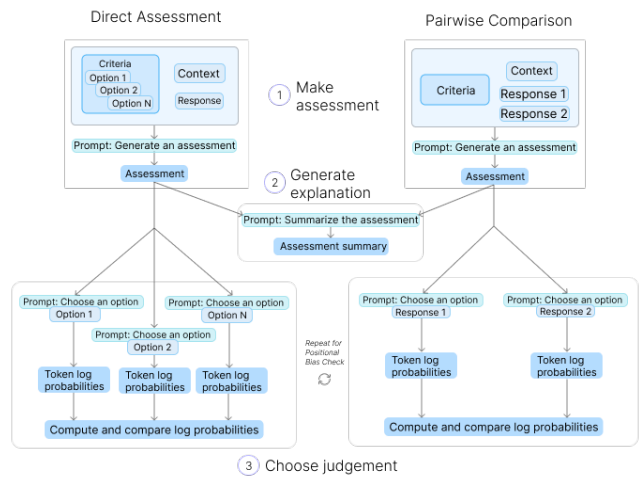 Direct Assessment
Pairwise Comparison
Criteria
Option 1
Option 2
Option N
Context
Response
Prompt: Generate an assessment
Assessment
1 Make
assessment
Criteria
Context
Response 1
Response 2
Prompt: Generate an assessment
Assessment
2 Generate
explanation
Prompt: Summarize the assessment
Assessment summary
Prompt: Choose an option
Option 1
Prompt: Choose an option
Option 2
Prompt: Choose an option
Option N
Token log
probabilities
Token log
probabilities
Token log
probabilities
Compute and compare log probabilities
Repeat for
Positional
Bias Check
Prompt: Choose an option
Response 1
Prompt: Choose an option
Response 2
Token log
probabilities
Token log
probabilities
Compute and compare log probabilities
3 Choose judgement